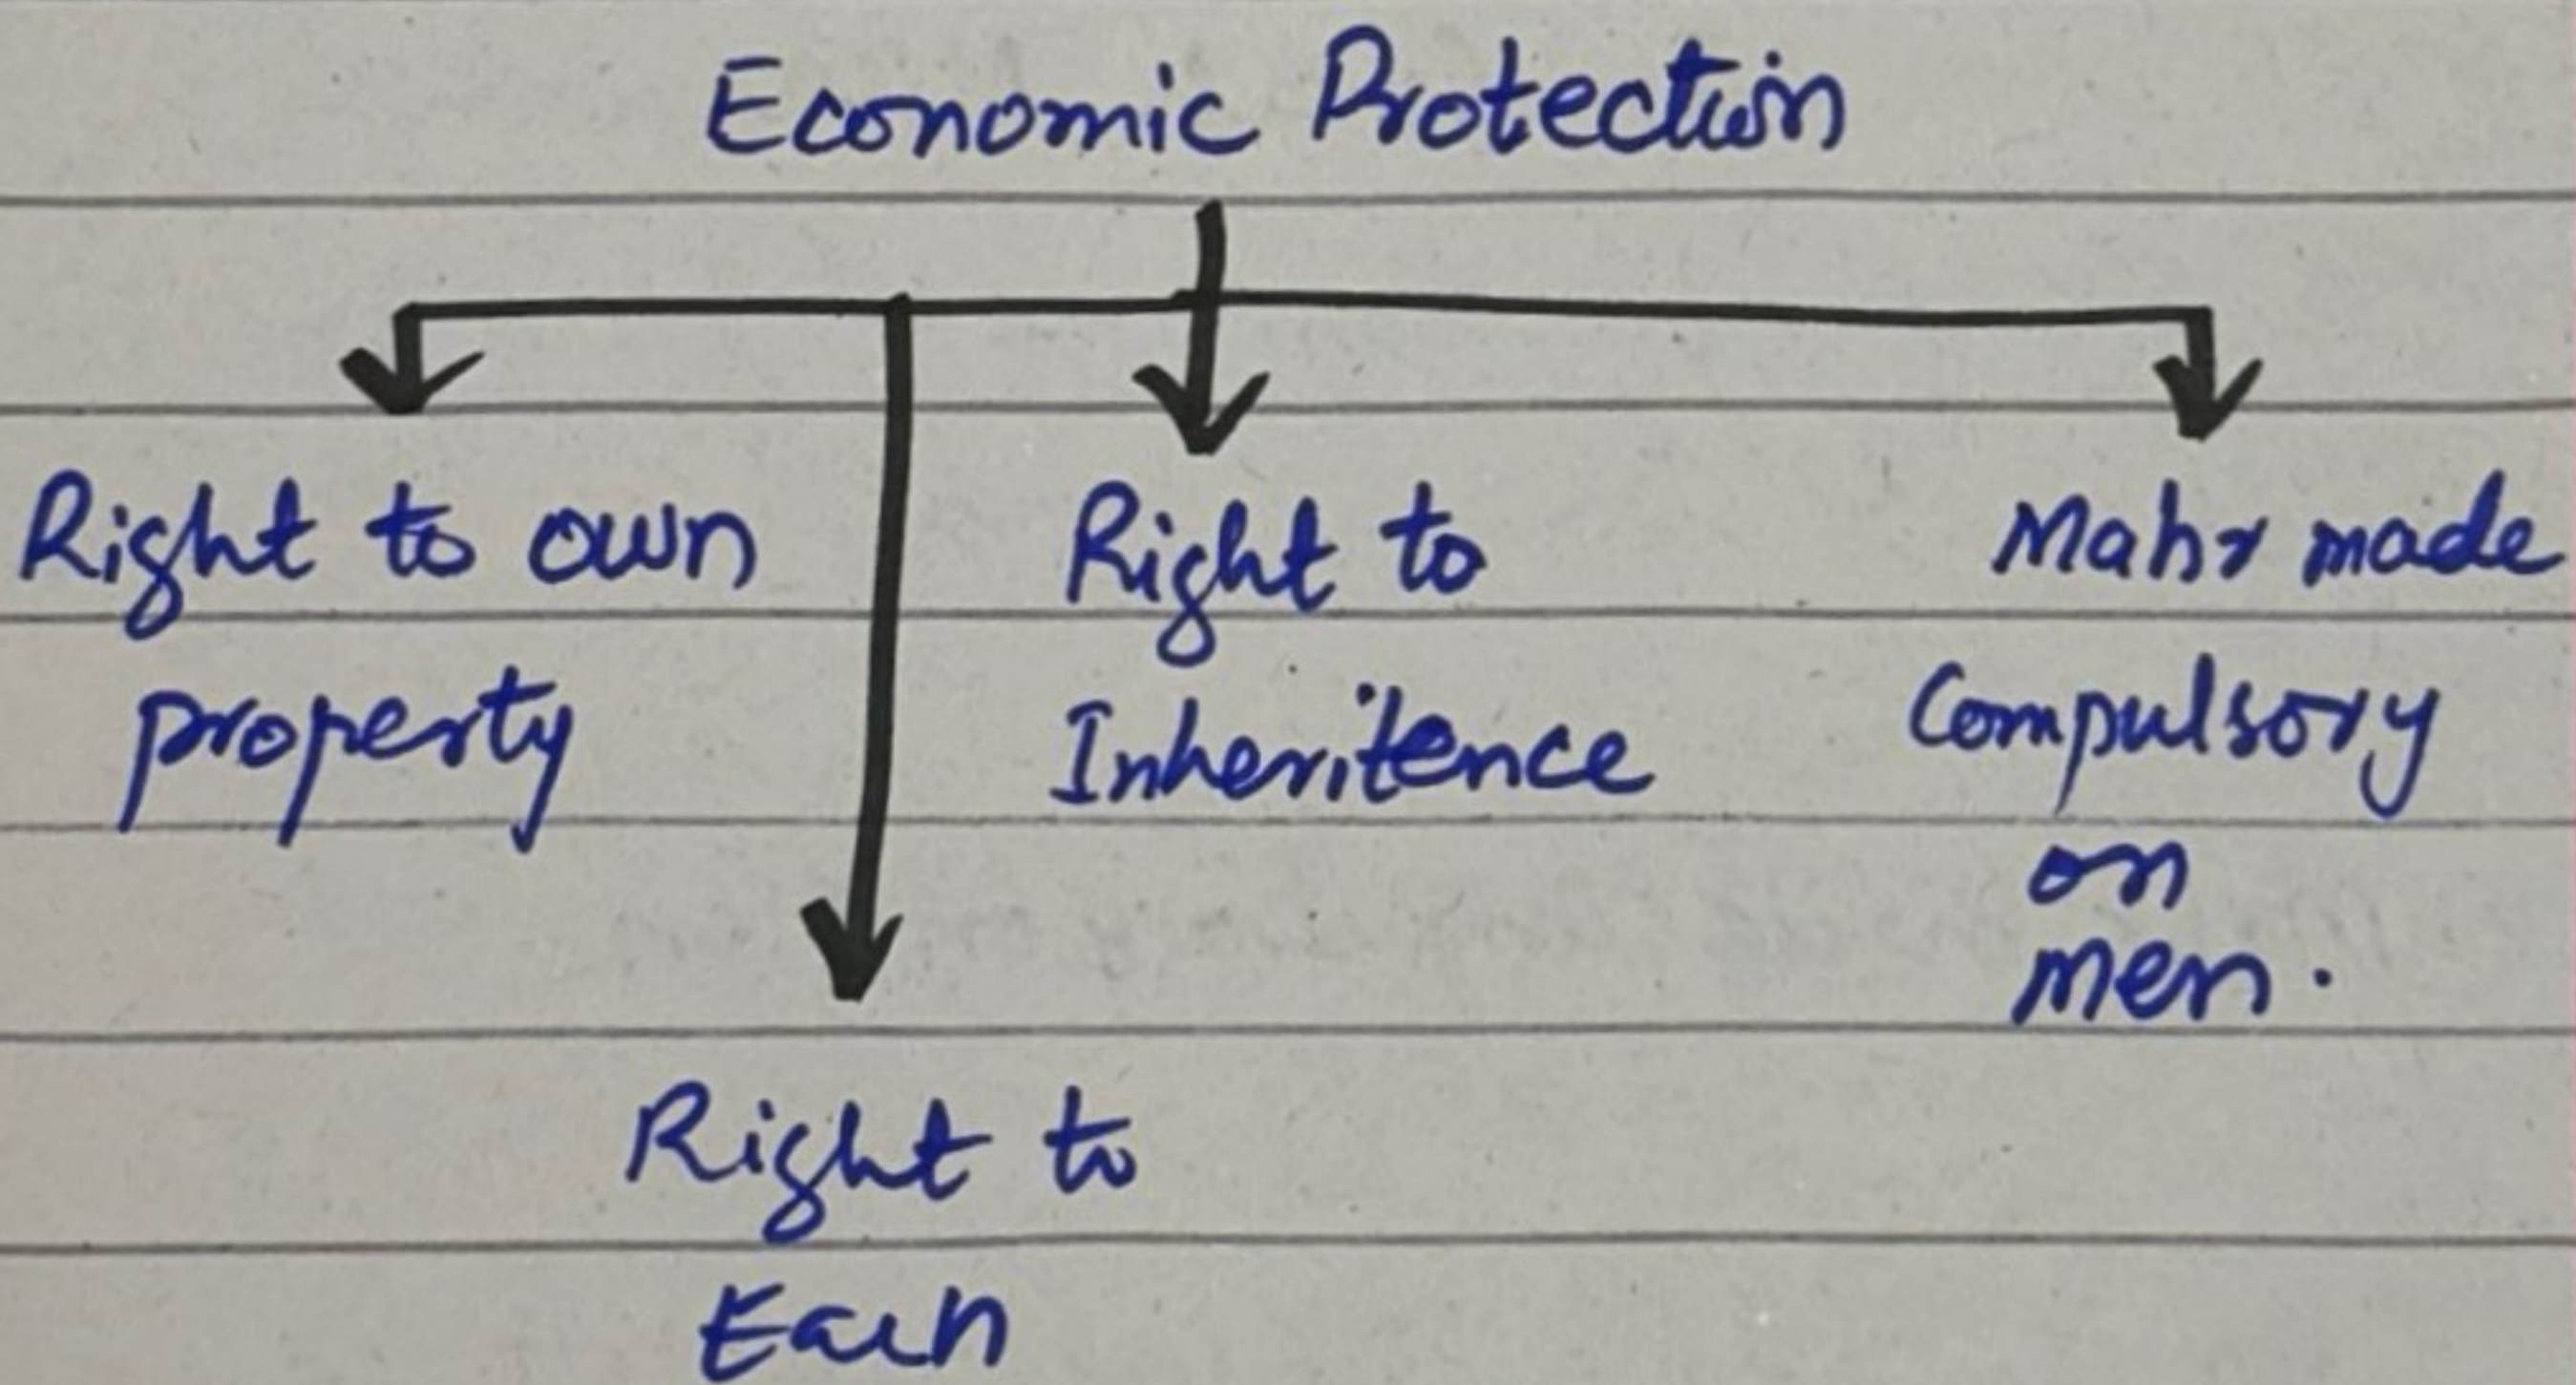 Economic Protection
Right to own
property
Right to
Inheritence
Mahr made
Compulsory
on
men.
Right to
Earn